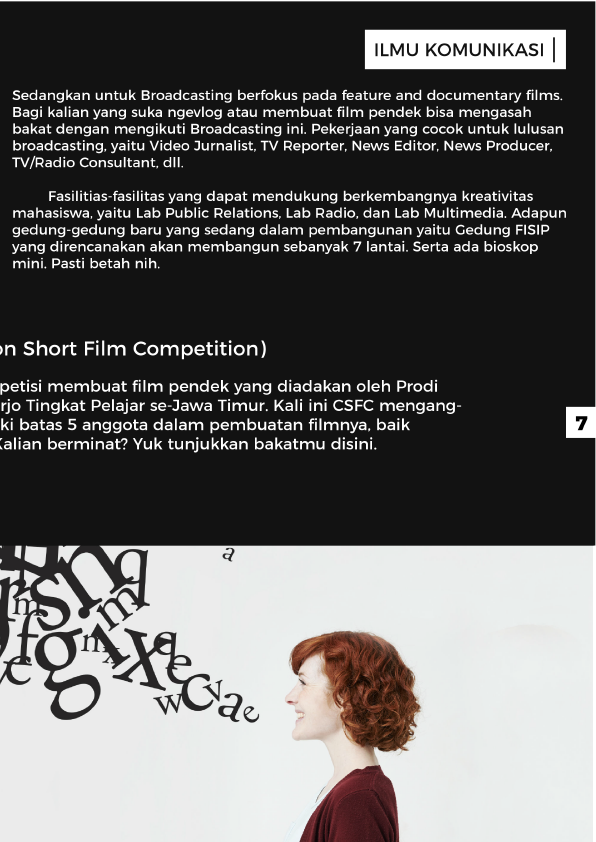 ILMU KOMUNIKASI |
Sedangkan untuk Broadcasting berfokus pada feature and documentary films.
Bagi kalian yang suka ngevlog atau membuat film pendek bisa mengasah
bakat dengan mengikuti Broadcasting ini. Pekerjaan yang cocok untuk lulusan
broadcasting, yaitu Video Jurnalist, TV Reporter, News Editor, News Producer,
TV/Radio Consultant, dll.
Fasilitias-fasilitas yang dapat mendukung berkembangnya kreativitas
mahasiswa, yaitu Lab Public Relations, Lab Radio, dan Lab Multimedia. Adapun
gedung-gedung baru yang sedang dalam pembangunan yaitu Gedung FISIP
yang direncanakan akan membangun sebanyak 7 lantai. Serta ada bioskop
mini. Pasti betah nih.
on Short Film Competition)
petisi membuat film pendek yang diadakan oleh Prodi
rjo Tingkat Pelajar se-Jawa Timur. Kali ini CSFC mengang-
ki batas 5 anggota dalam pembuatan filmnya, baik
Kalian berminat? Yuk tunjukkan bakatmu disini.
7